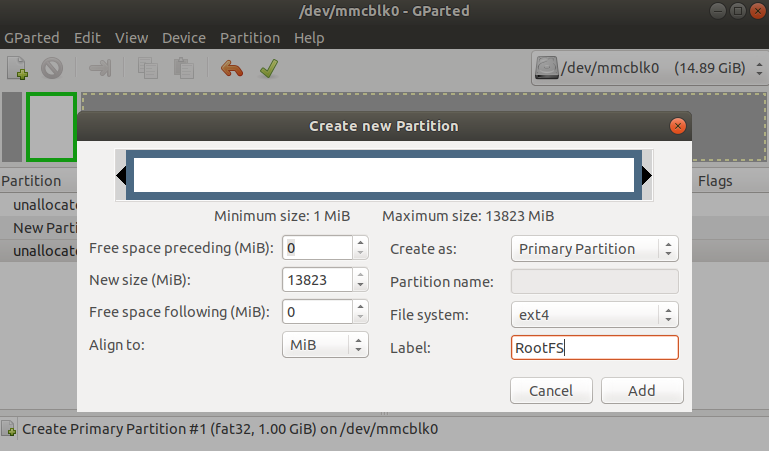 /dev/mmcblk0 - GParted
GParted Edit View Device Partition Help
/dev/mmcblk0 (14.89 GiB)
Create new Partition
Partition
Flags
unallocate
New Parti
unallocate
Minimum size: 1 MiB Maximum size: 13823 MiB
Free space preceding (MiB): 0
Create as: Primary Partition
New size (MiB): 13823
Partition name:
Free space following (MiB): 0
File system: ext4
Align to: MiB
Label: RootFS
Cancel Add
Create Primary Partition #1 (fat32, 1.00 GiB) on /dev/mmcblk0